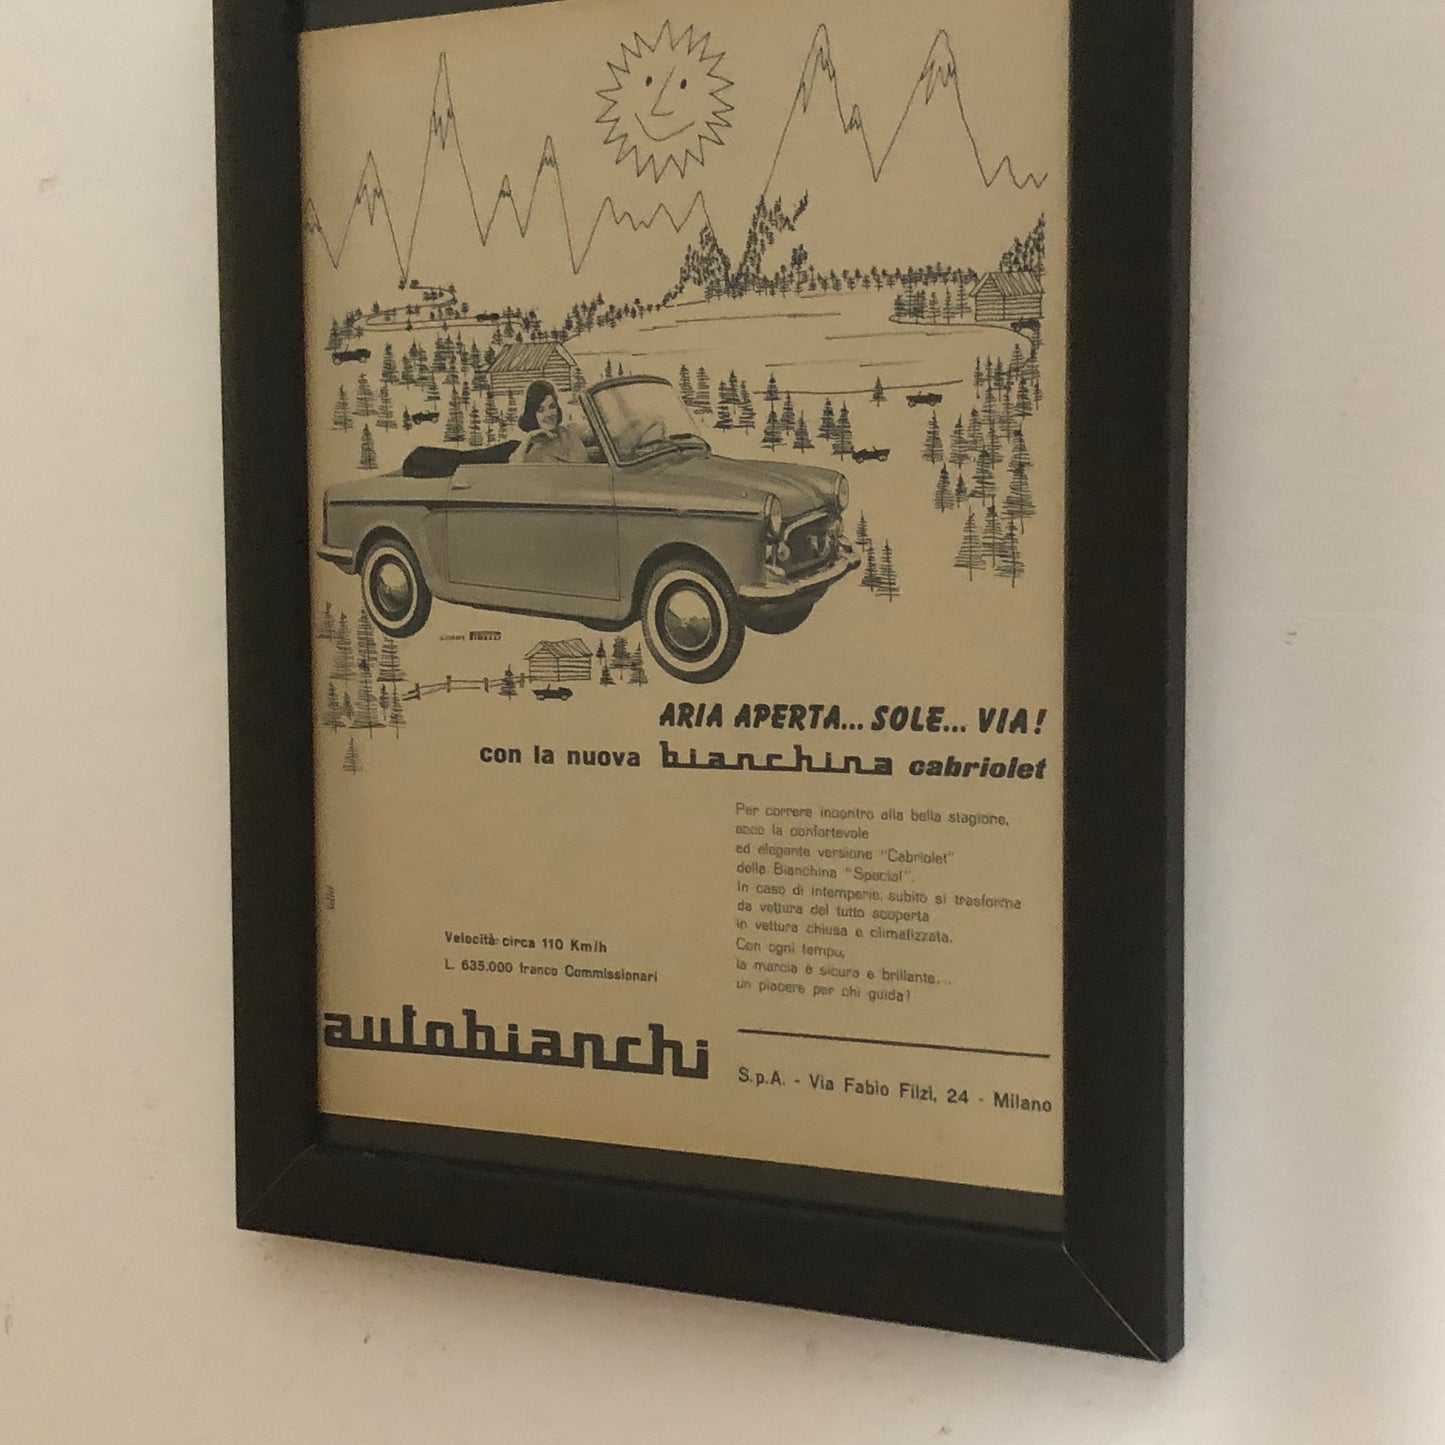 GOMME PIRELLI
ARIA APERTA... SOLE... VIA!
con la nuova bianchina cabriolet
Per correre incontro alla bella stagione,
ecco la confortevole
ed elegante versione "Cabriolet"
della Bianchina "Special".
In caso di intemperie, subito si trasforma
da vettura del tutto scoperta
in vettura chiusa e climatizzata.
Con ogni tempo,
la marcia è sicura e brillante...
un piacere per chi guida!
Velocità: circa 110 Km/h
L. 635.000 franco Commissionari
autobianchi
S.p.A. - Via Fabio Filzi, 24 - Milano